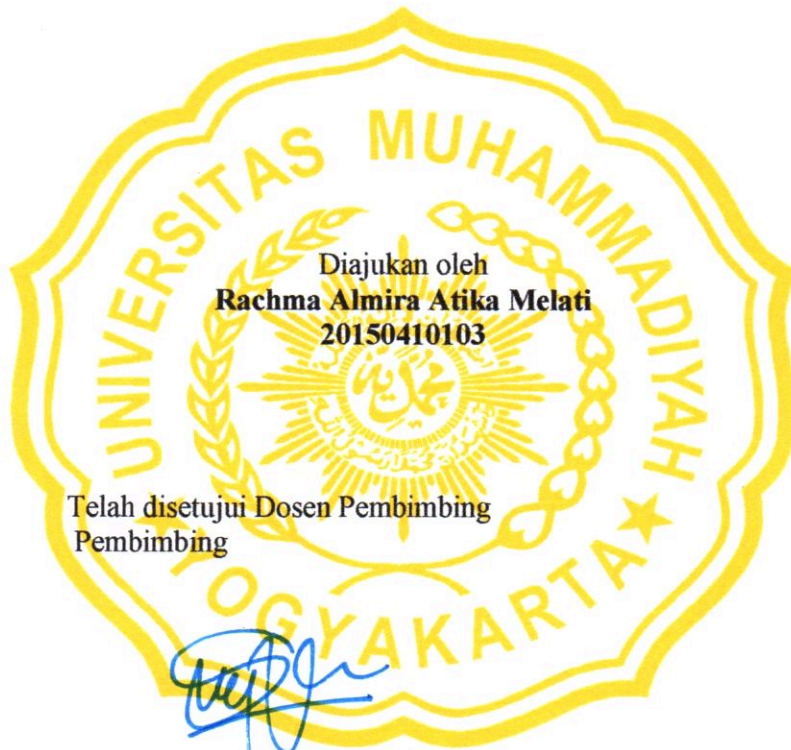 UNIVERSITAS MUHAMMADIYAH
Diajukan oleh
Rachma Almira Atika Melati
20150410103
Telah disetujui Dosen Pembimbing
Pembimbing
★ YOGYAKARTA ★